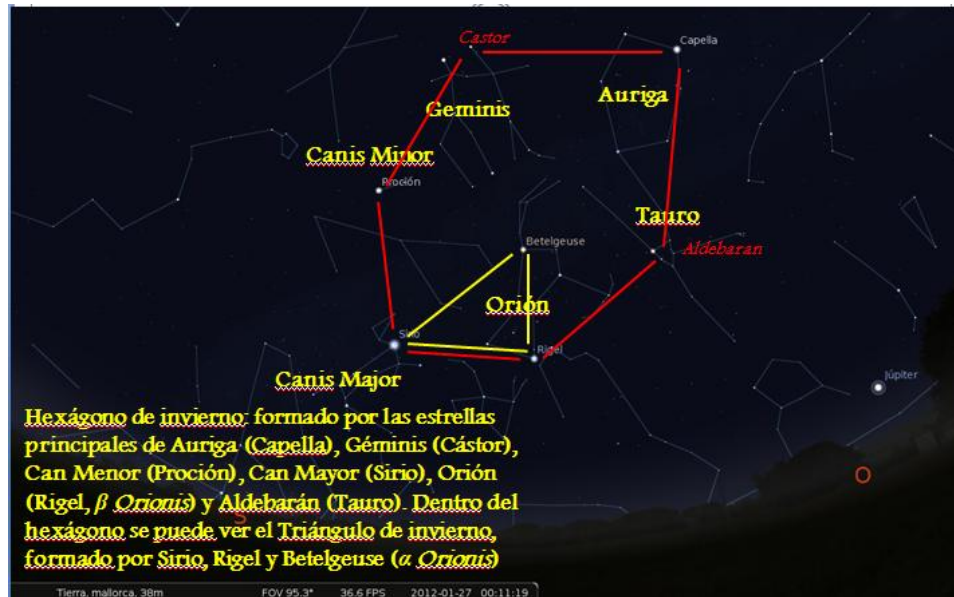 Castor
Capella
Auriga
Geminis
Canis Minor
Proción
Tauro
Betelgeuse
Aldebaran
Orión
Sirio
Rigel
Canis Major
Júpiter
Hexágono de invierno: formado por las estrellas
principales de Auriga (Capella), Géminis (Cástor),
Can Menor (Proción), Can Mayor (Sirio), Orión
(Rigel, β Orionis) y Aldebarán (Tauro). Dentro del
hexágono se puede ver el Triángulo de invierno,
formado por Sirio, Rigel y Betelgeuse (α Orionis)
O
S
Tierra, mallorca, 38m FOV 95.3° 36.6 FPS 2012-01-27 00:11:19